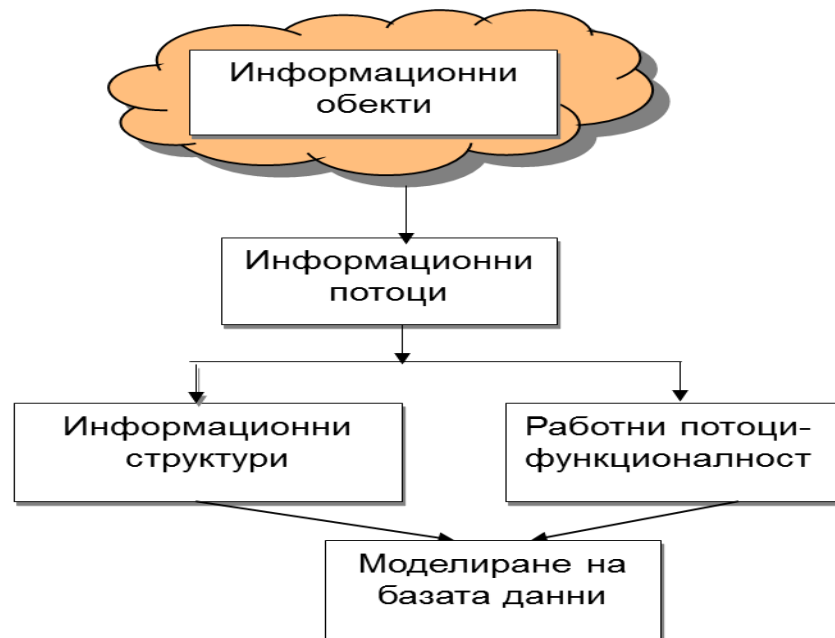 Информационни
обекти
Информационни
потоци
Информационни
структури
Работни потоци-
функционалност
Моделиране на
базата данни